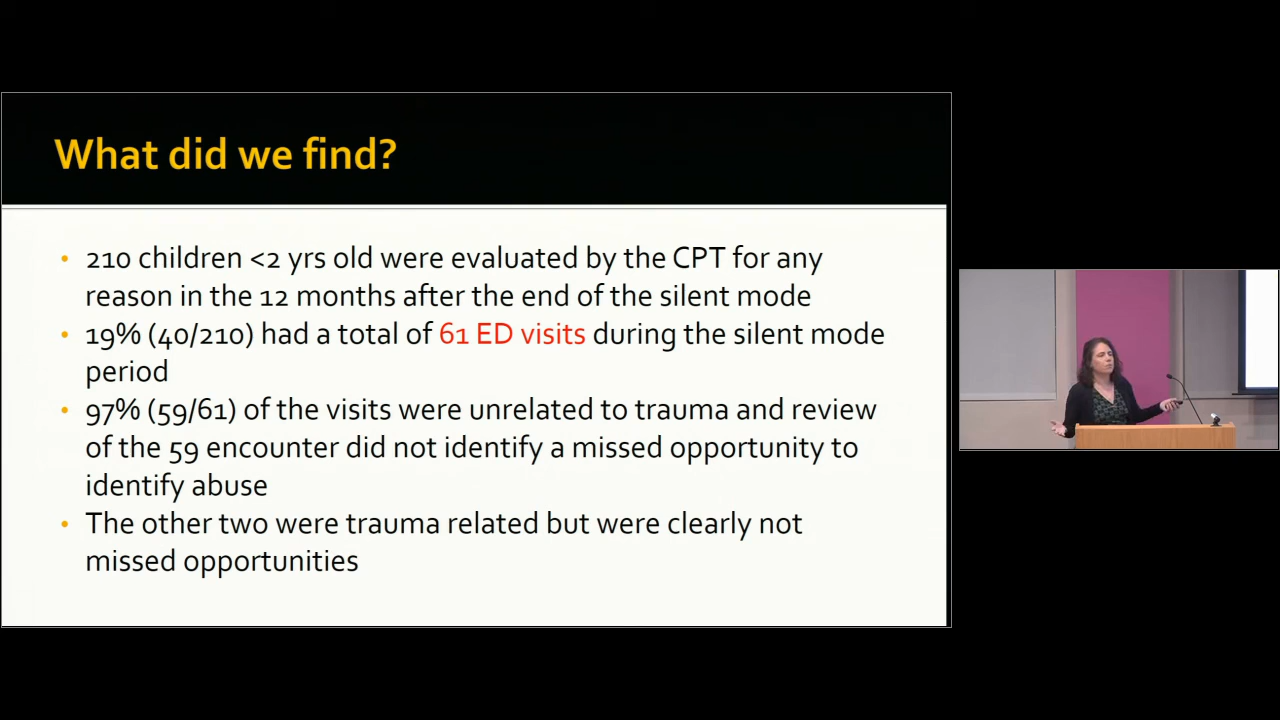 What did we find?
• 210 children <2 yrs old were evaluated by the CPT for any
reason in the 12 months after the end of the silent mode
• 19% (40/210) had a total of 61 ED visits during the silent mode
period
• 97% (59/61) of the visits were unrelated to trauma and review
of the 59 encounter did not identify a missed opportunity to
identify abuse
• The other two were trauma related but were clearly not
missed opportunities